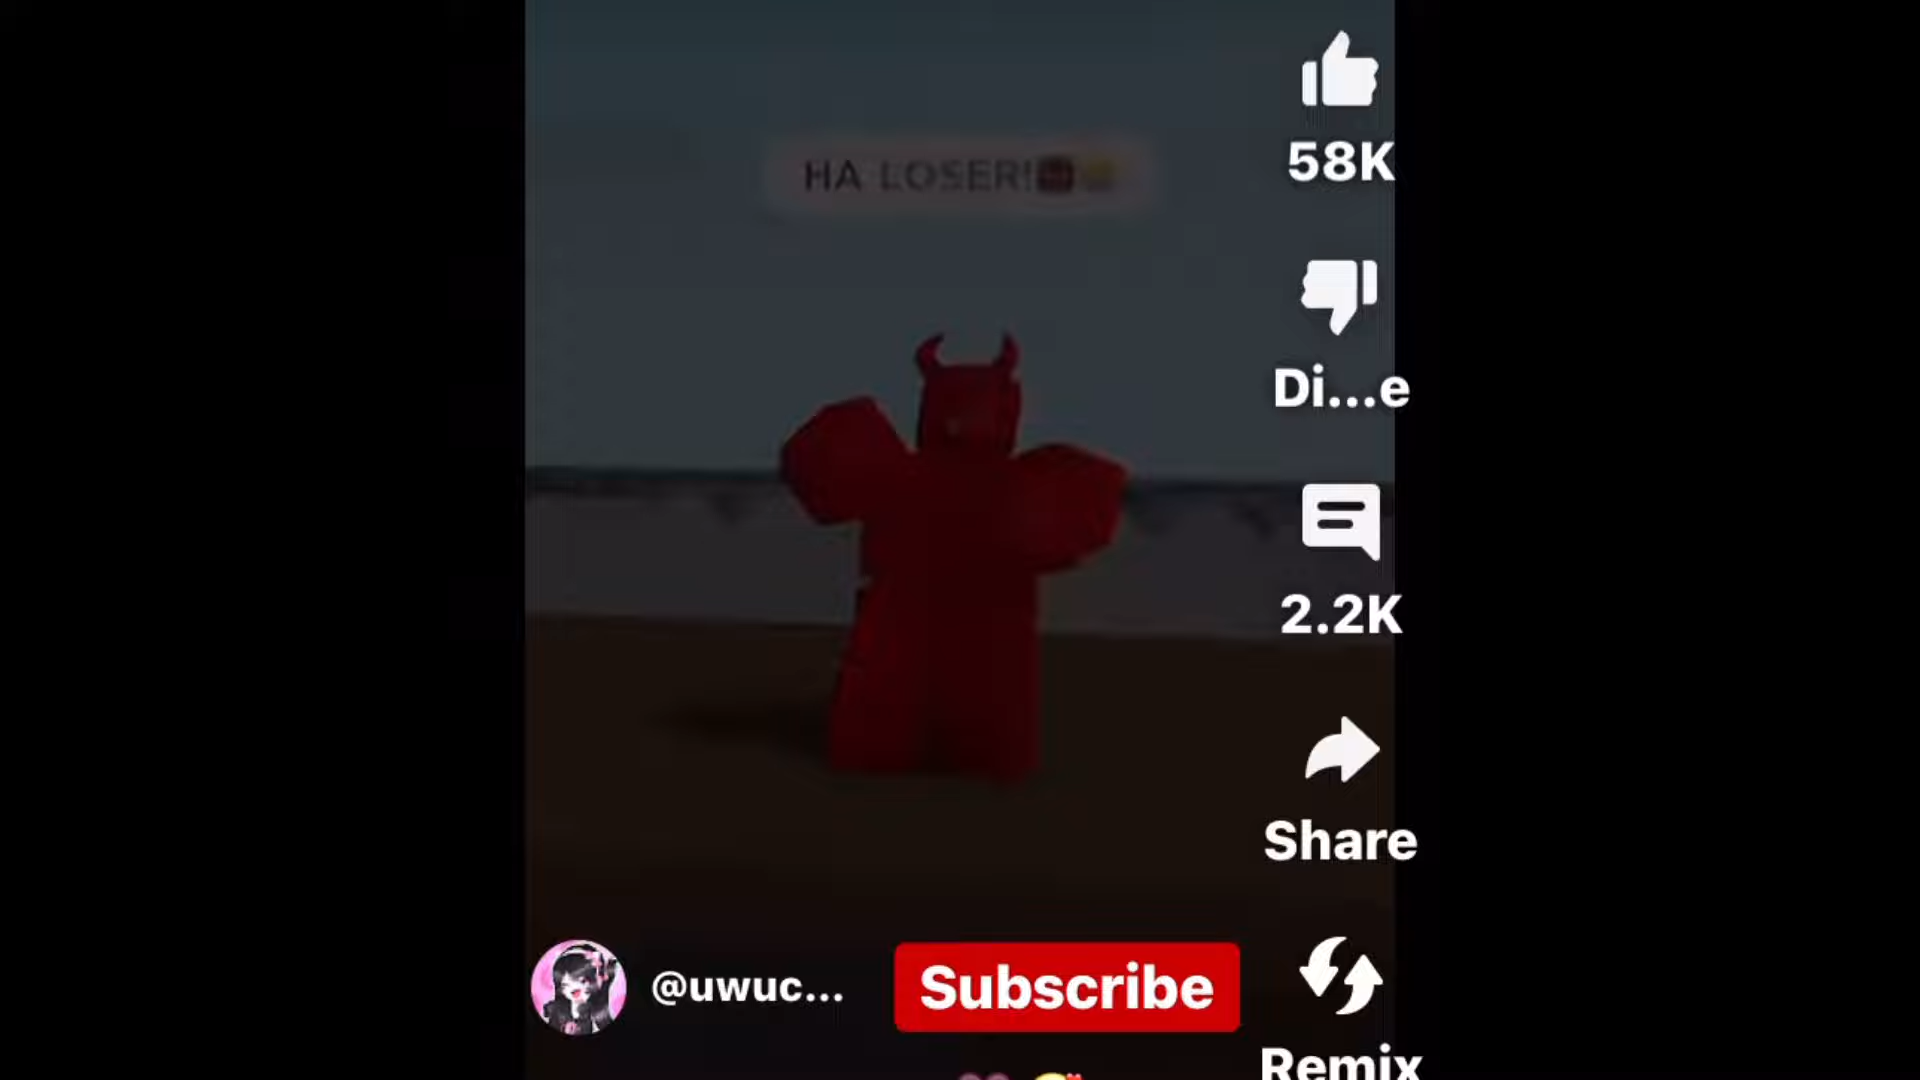 HA LOSER!
58K
Di...e
2.2K
Share
@uwuc...
Subscribe
Remix